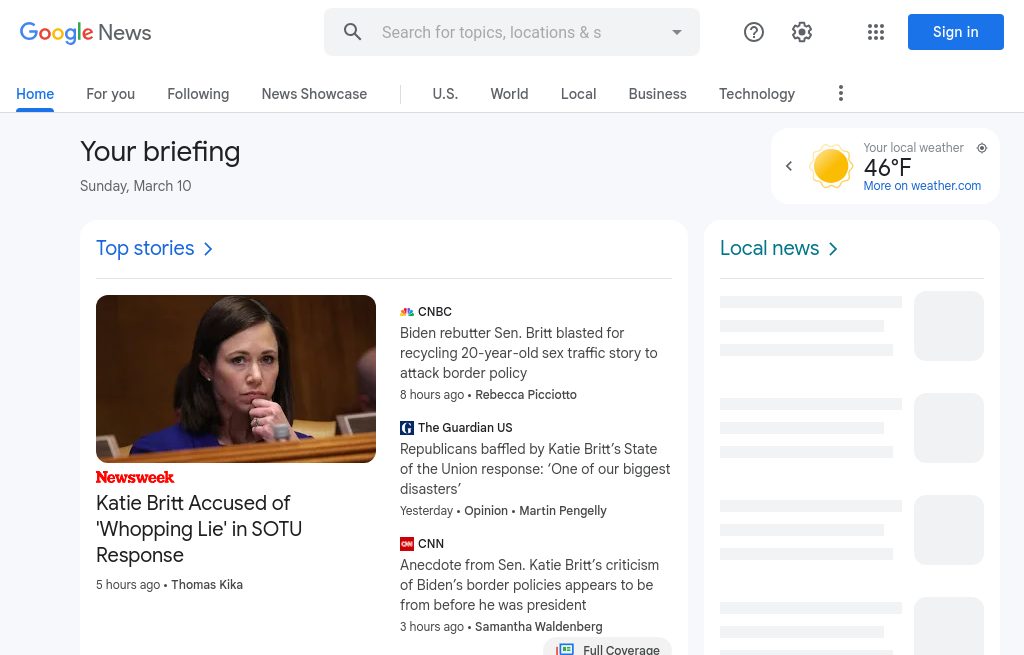 Google News
Search for topics, locations & s
Sign in
Home
For you
Following
News Showcase
U.S.
World
Local
Business
Technology
Your briefing
Sunday, March 10
Your local weather
46°F
More on weather.com
Top stories
Newsweek
Katie Britt Accused of
'Whopping Lie' in SOTU
Response
5 hours ago • Thomas Kika
CNBC
Biden rebutter Sen. Britt blasted for
recycling 20-year-old sex traffic story to
attack border policy
8 hours ago • Rebecca Picciotto
The Guardian US
Republicans baffled by Katie Britt’s State
of the Union response: ‘One of our biggest
disasters’
Yesterday • Opinion • Martin Pengelly
CNN
CNN
Anecdote from Sen. Katie Britt’s criticism
of Biden’s border policies appears to be
from before he was president
3 hours ago • Samantha Waldenberg
Full Coverage
Local news